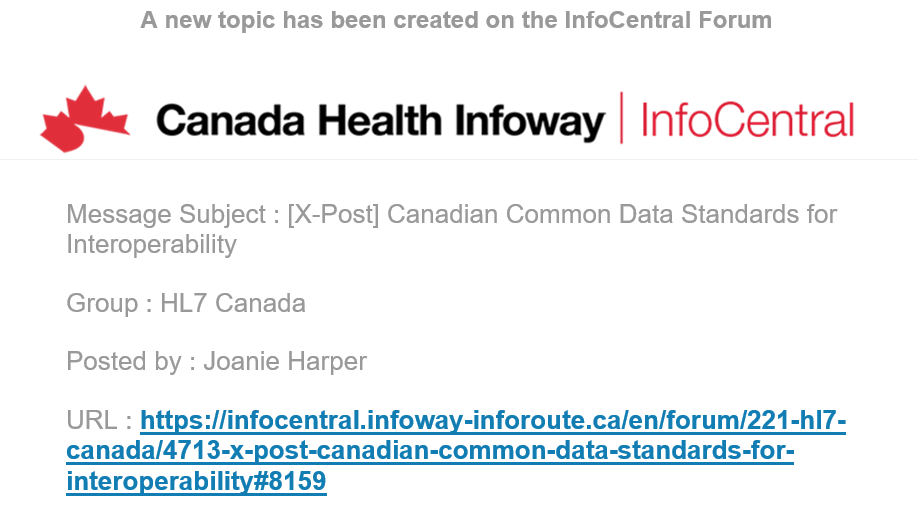 A new topic has been created on the InfoCentral Forum
Canada Health Infoway | InfoCentral
Message Subject : [X-Post] Canadian Common Data Standards for
Interoperability
Group : HL7 Canada
Posted by : Joanie Harper
URL : https://infocentral.infoway-inforoute.ca/en/forum/221-hl7-
canada/4713-x-post-canadian-common-data-standards-for-
interoperability#8159